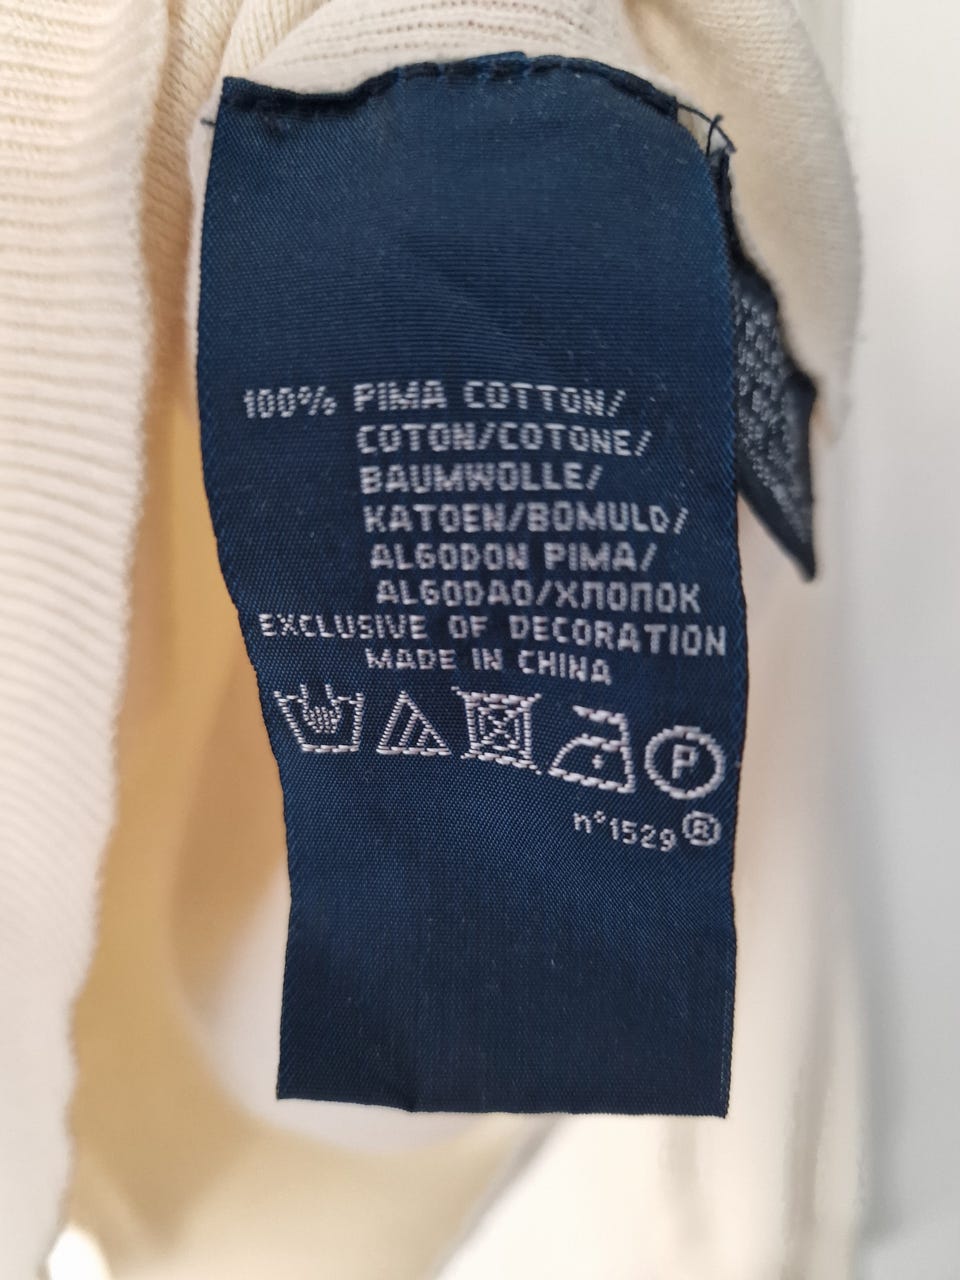 100% PIMA COTTON/
COTON/COTONE/
BAUMWOLLE/
KATOEN/BOMULD/
ALGODON PIMA/
ALGODAO/ХЛОПОК
EXCLUSIVE OF DECORATION
MADE IN CHINA
P
n°1529®